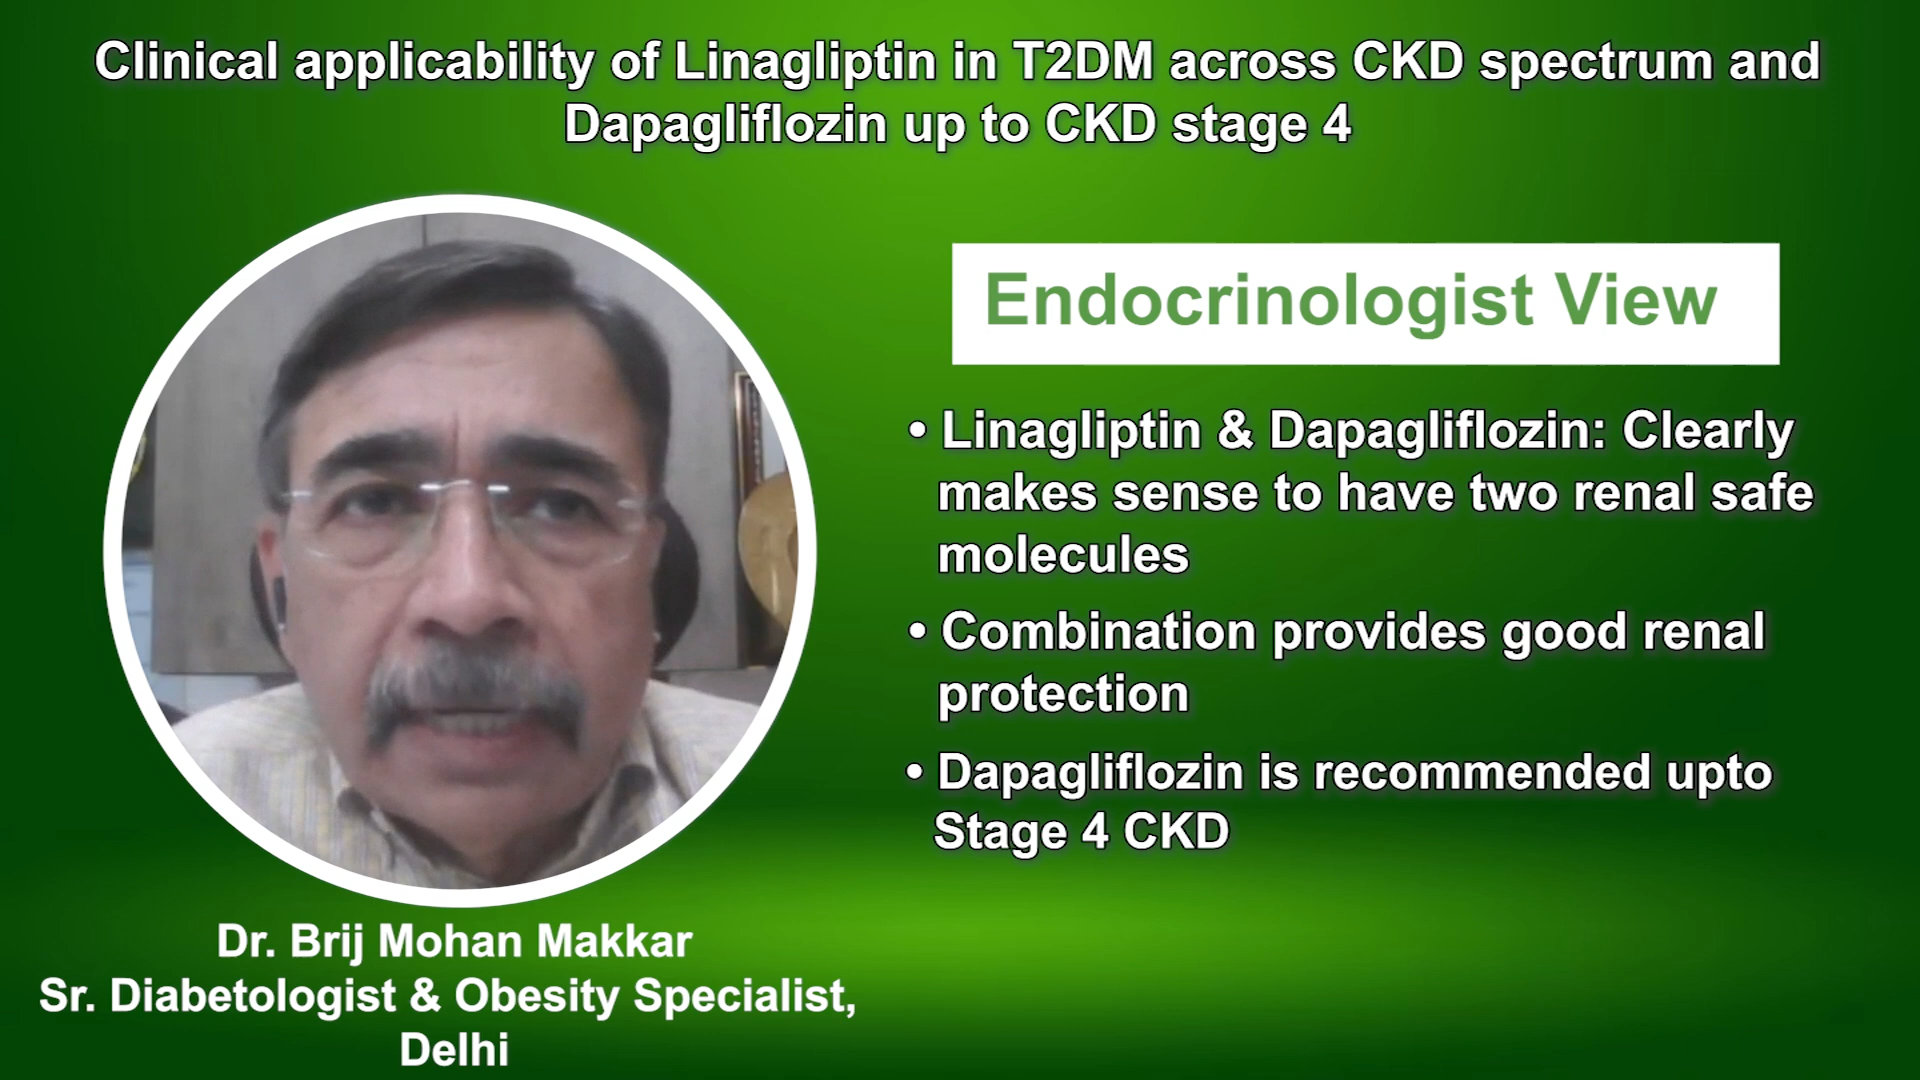 Clinical applicability of Linagliptin in T2DM across CKD spectrum and
Dapagliflozin up to CKD stage 4
Endocrinologist View
• Linagliptin & Dapagliflozin: Clearly
makes sense to have two renal safe
molecules
• Combination provides good renal
protection
• Dapagliflozin is recommended upto
Stage 4 CKD
Dr. Brij Mohan Makkar
Sr. Diabetologist & Obesity Specialist,
Delhi